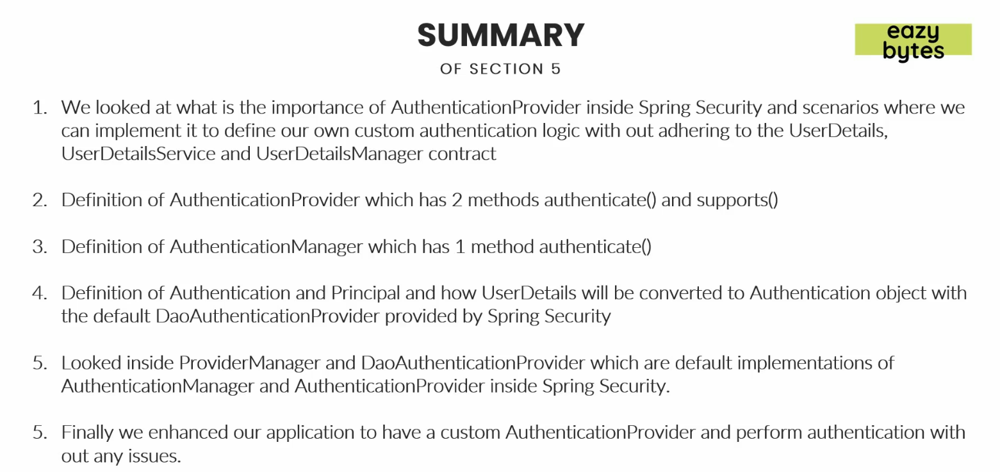 SUMMARY
OF SECTION 5
eazy
bytes
1. We looked at what is the importance of AuthenticationProvider inside Spring Security and scenarios where we
can implement it to define our own custom authentication logic with out adhering to the UserDetails,
UserDetailsService and UserDetailsManager contract
2. Definition of AuthenticationProvider which has 2 methods authenticate() and supports()
3. Definition of AuthenticationManager which has 1 method authenticate()
4. Definition of Authentication and Principal and how UserDetails will be converted to Authentication object with
the default DaoAuthenticationProvider provided by Spring Security
5. Looked inside ProviderManager and DaoAuthenticationProvider which are default implementations of
AuthenticationManager and AuthenticationProvider inside Spring Security.
5. Finally we enhanced our application to have a custom AuthenticationProvider and perform authentication with
out any issues.